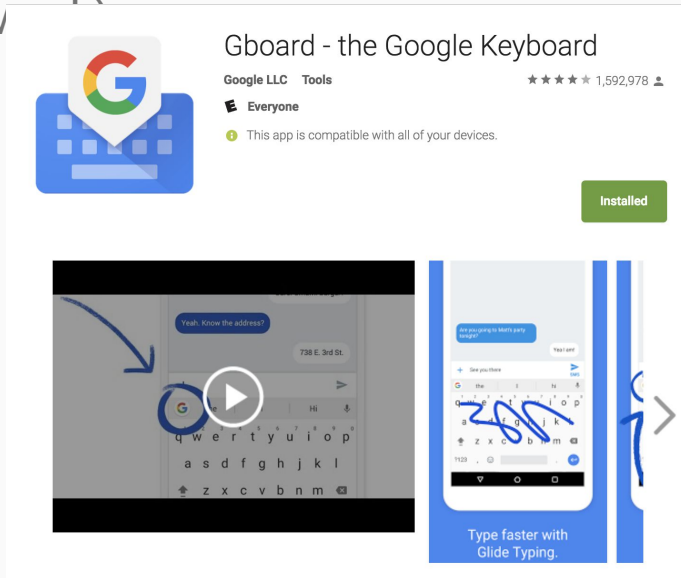 Gboard - the Google Keyboard
Google LLC Tools
1,592,978
E Everyone
This app is compatible with all of your devices.
Installed
Yeah. Know the address?
738 E. 3rd St.
G Hi
q w e r t y u i o p
a s d f g h j k l
z x c v b n m
Are you going to Matt's party
tonight?
Yes I am!
See you there
G the I hi
q w e t y i o p
a d f g j k l
z x c b m
?123 , .
Type faster with
Glide Typing.